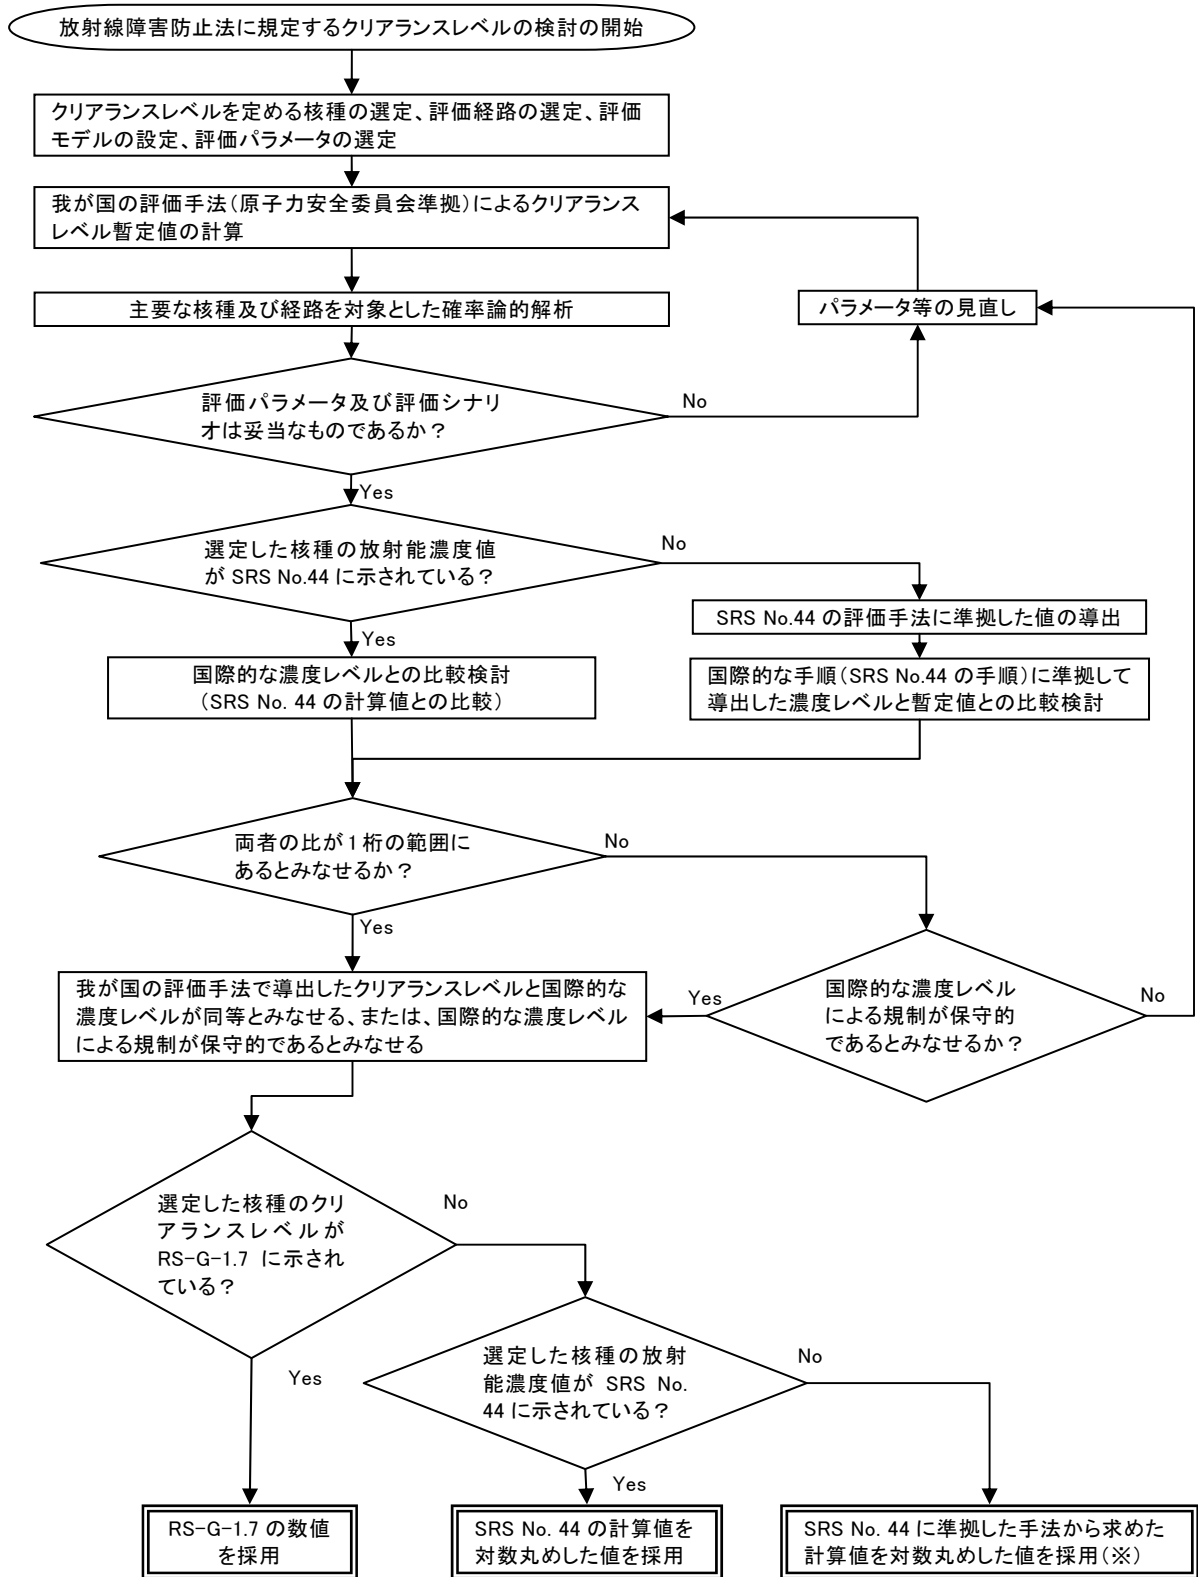 放射線障害防止法に規定するクリアランスレベルの検討の開始
クリアランスレベルを定める核種の選定、評価経路の選定、評価
モデルの設定、評価パラメータの選定
我が国の評価手法（原子力安全委員会準拠）によるクリアランス
レベル暫定値の計算
主要な核種及び経路を対象とした確率論的解析
パラメータ等の見直し
評価パラメータ及び評価シナリ
オは妥当なものであるか？
No
Yes
選定した核種の放射能濃度値
が SRS No.44 に示されている？
No
Yes
SRS No.44 の評価手法に準拠した値の導出
国際的な濃度レベルとの比較検討
（SRS No. 44 の計算値との比較）
国際的な手順（SRS No.44 の手順）に準拠して
導出した濃度レベルと暫定値との比較検討
両者の比が１桁の範囲に
あるとみなせるか？
No
Yes
我が国の評価手法で導出したクリアランスレベルと国際的な
濃度レベルが同等とみなせる、または、国際的な濃度レベル
による規制が保守的であるとみなせる
Yes
国際的な濃度レベル
による規制が保守的
であるとみなせるか？
No
選定した核種のクリ
アランスレベルが
RS-G-1.7 に示され
ている？
No
Yes
選定した核種の放射
能濃度値が SRS No.
44 に示されている？
No
Yes
RS-G-1.7 の数値
を採用
SRS No. 44 の計算値を
対数丸めした値を採用
SRS No. 44 に準拠した手法から求めた
計算値を対数丸めした値を採用（※）